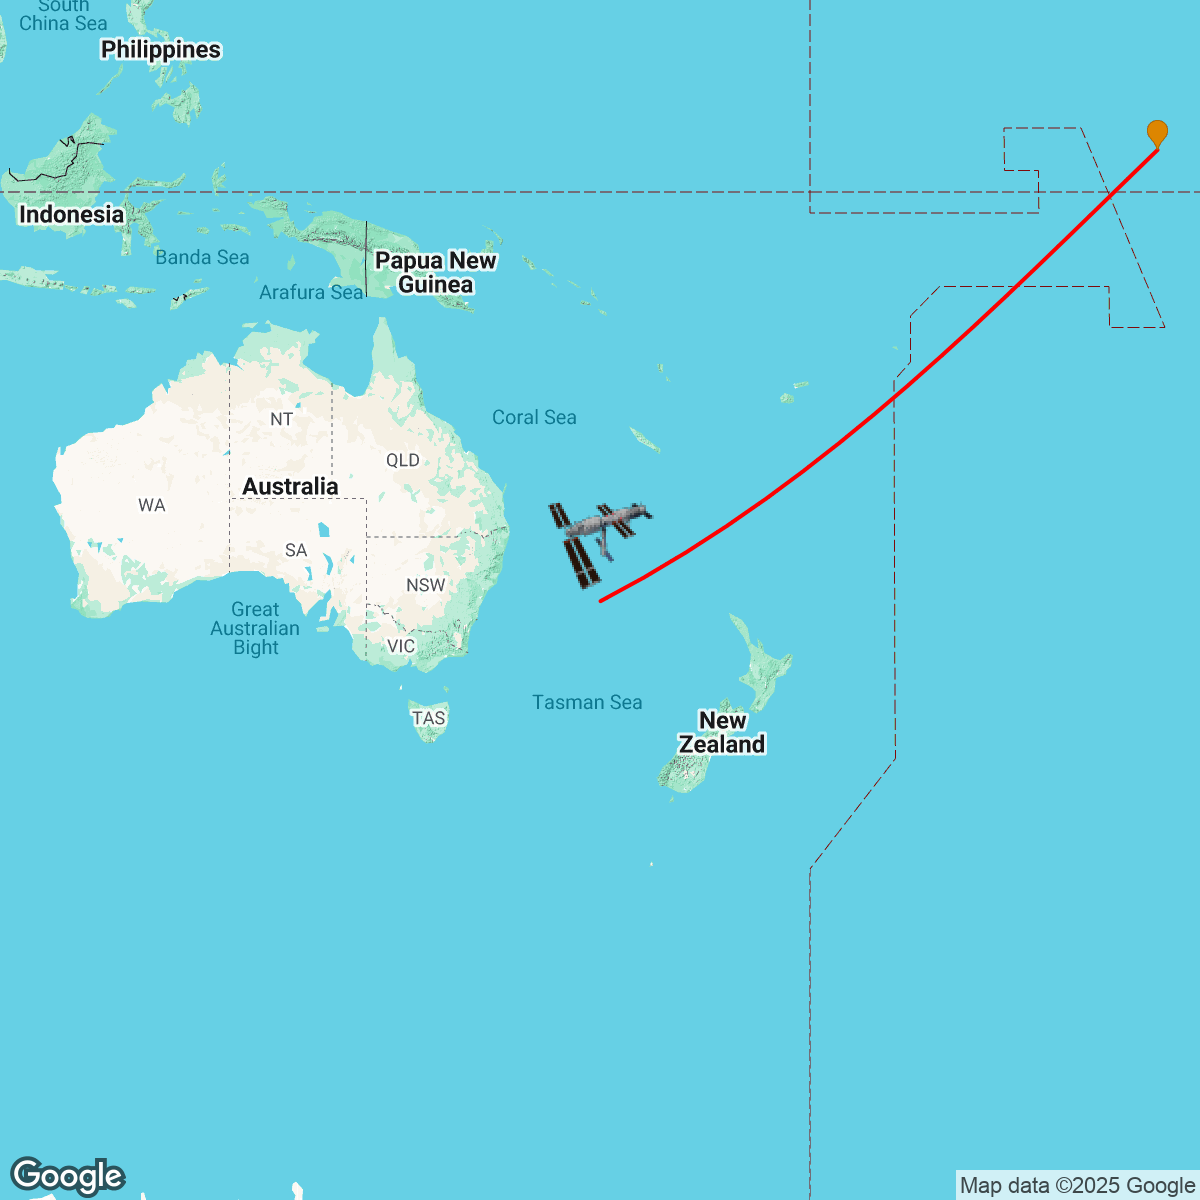 South
China Sea
Philippines
Indonesia
Banda Sea
Papua New
Guinea
Arafura Sea
Coral Sea
NT
QLD
Australia
WA
SA
NSW
Great
Australian
Bight
VIC
Tasman Sea
TAS
New
Zealand
Google
Map data ©2025 Google